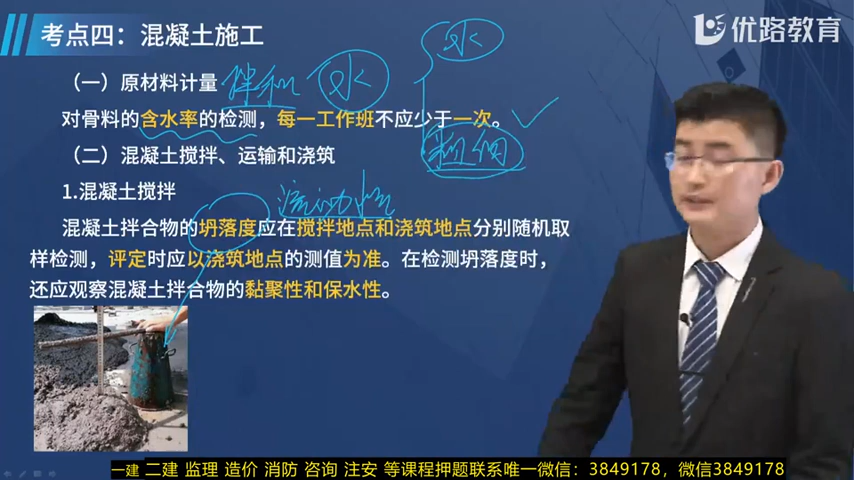 考点四：混凝土施工
优路教育
（一）原材料计量 拌和 水
水
对骨料的含水率的检测，每一工作班不应少于一次。
粗 细
（二）混凝土搅拌、运输和浇筑
1.混凝土搅拌
流动性
混凝土拌合物的坍落度应在搅拌地点和浇筑地点分别随机取
样检测，评定时应以浇筑地点的测值为准。在检测坍落度时，
还应观察混凝土拌合物的黏聚性和保水性。
一建 二建 监理 造价 消防 咨询 注安 等课程押题联系唯一微信：3849178，微信3849178